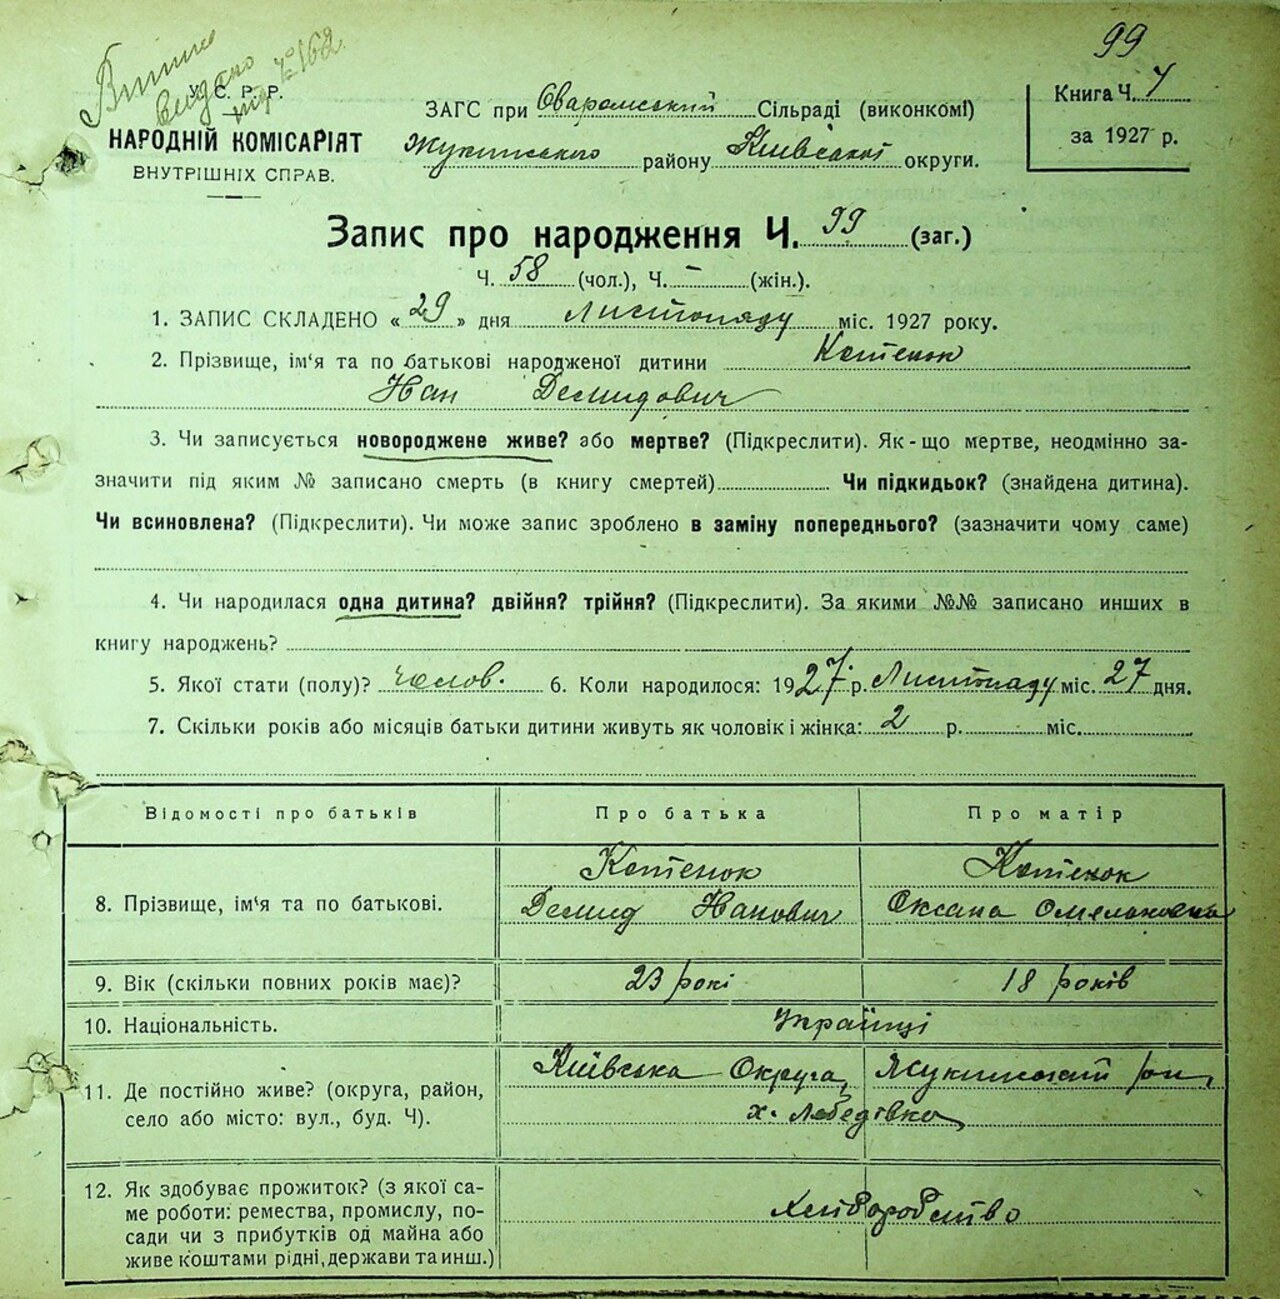 99
Витяг
видано
під № 162.
У. С. Р. Р.
НАРОДНІЙ КОМІСАРІЯТ
ВНУТРІШНІХ СПРАВ.
ЗАГС при Сваромський Сільраді (виконкомі)
Жукинського району Київської округи.
Книга Ч. 7
за 1927 р.
Запис про народження Ч. 99 (заг.)
Ч. 58 (чол.), Ч. – (жін.).
1. ЗАПИС СКЛАДЕНО «29» дня Листопаду міс. 1927 року.
2. Прізвище, ім'я та по батькові народженої дитини Котенок
Іван Демидович
3. Чи записується новороджене живе? або мертве? (Підкреслити). Як-що мертве, неодмінно за-
значити під яким № записано смерть (в книгу смертей) Чи підкидьок? (знайдена дитина).
Чи всиновлена? (Підкреслити). Чи може запис зроблено в заміну попереднього? (зазначити чому саме)
4. Чи народилася одна дитина? двійня? трійня? (Підкреслити). За якими №№ записано инших в
книгу народжень?
5. Якої стати (полу)? чолов. 6. Коли народилося: 1927 р. Листопаду міс. 27 дня.
7. Скільки років або місяців батьки дитини живуть як чоловік і жінка: 2 р. міс.
Відомості про батьків Про батька Про матір
8. Прізвище, ім'я та по батькові. Котенок Котенок
Демид Іванович Оксана Омельковна
9. Вік (скільки повних років має)? 23 рокі 18 років
10. Національність. Українці
11. Де постійно живе? (округа, район,
село або місто: вул., буд. Ч). Київська Округа, Жукинский рон,
х. Лебедівка
12. Як здобуває прожиток? (з якої са-
ме роботи: ремества, промислу, по-
сади чи з прибутків од майна або
живе коштами рідні, держави та инш.) Хліборобство